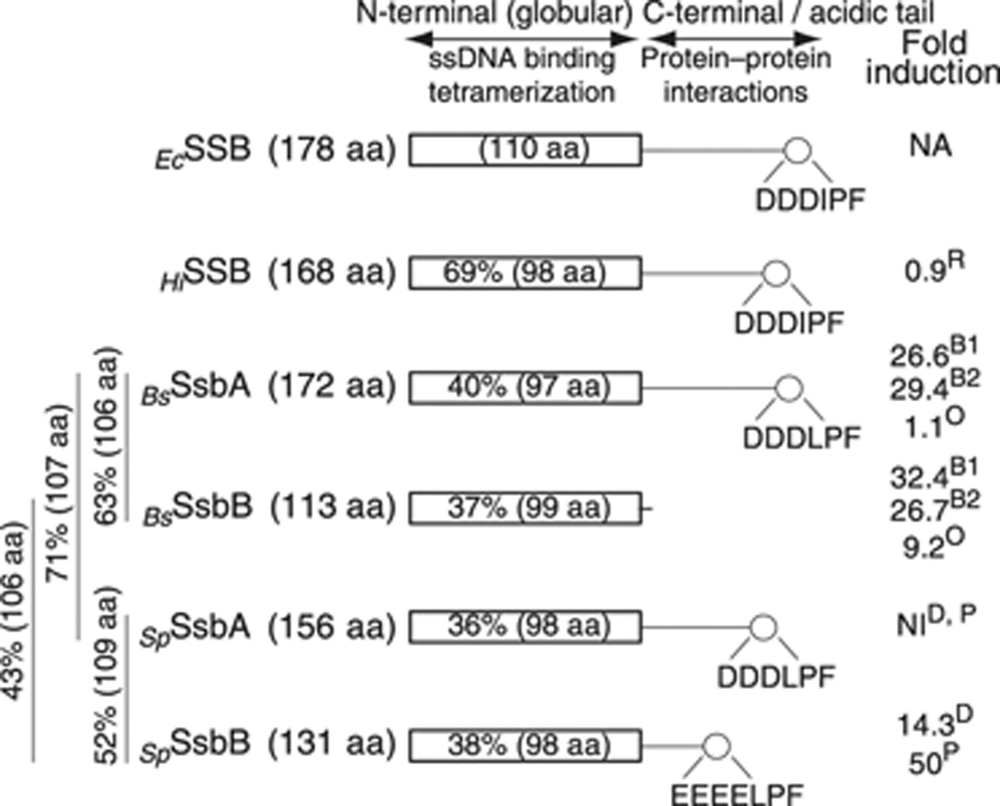 N-terminal (globular) C-terminal / acidic tail
ssDNA binding Protein–protein Fold
tetramerization interactions induction
EcSSB (178 aa) (110 aa) NA
DDDIPF
HiSSB (168 aa) 69% (98 aa) 0.9R
DDDIPF
26.6B1
BsSsbA (172 aa) 40% (97 aa) 29.4B2
1.1O
DDDLPF
32.4B1
BsSsbB (113 aa) 37% (99 aa) 26.7B2
9.2O
SpSsbA (156 aa) 36% (98 aa) NID, P
DDDLPF
14.3D
SpSsbB (131 aa) 38% (98 aa)
50P
EEEELPF
43% (106 aa)
71% (107 aa)
63% (106 aa)
52% (109 aa)